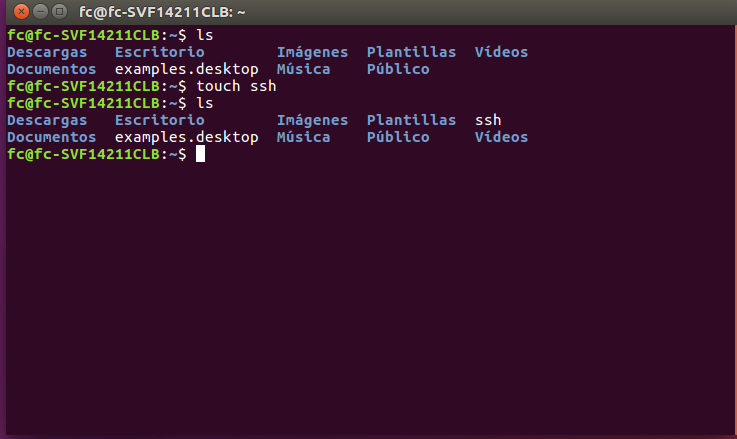 fc@fc-SVF14211CLB: ~
fc@fc-SVF14211CLB:~$ ls
Descargas Escritorio Imágenes Plantillas Vídeos
Documentos examples.desktop Música Público
fc@fc-SVF14211CLB:~$ touch ssh
fc@fc-SVF14211CLB:~$ ls
Descargas Escritorio Imágenes Plantillas ssh
Documentos examples.desktop Música Público Vídeos
fc@fc-SVF14211CLB:~$